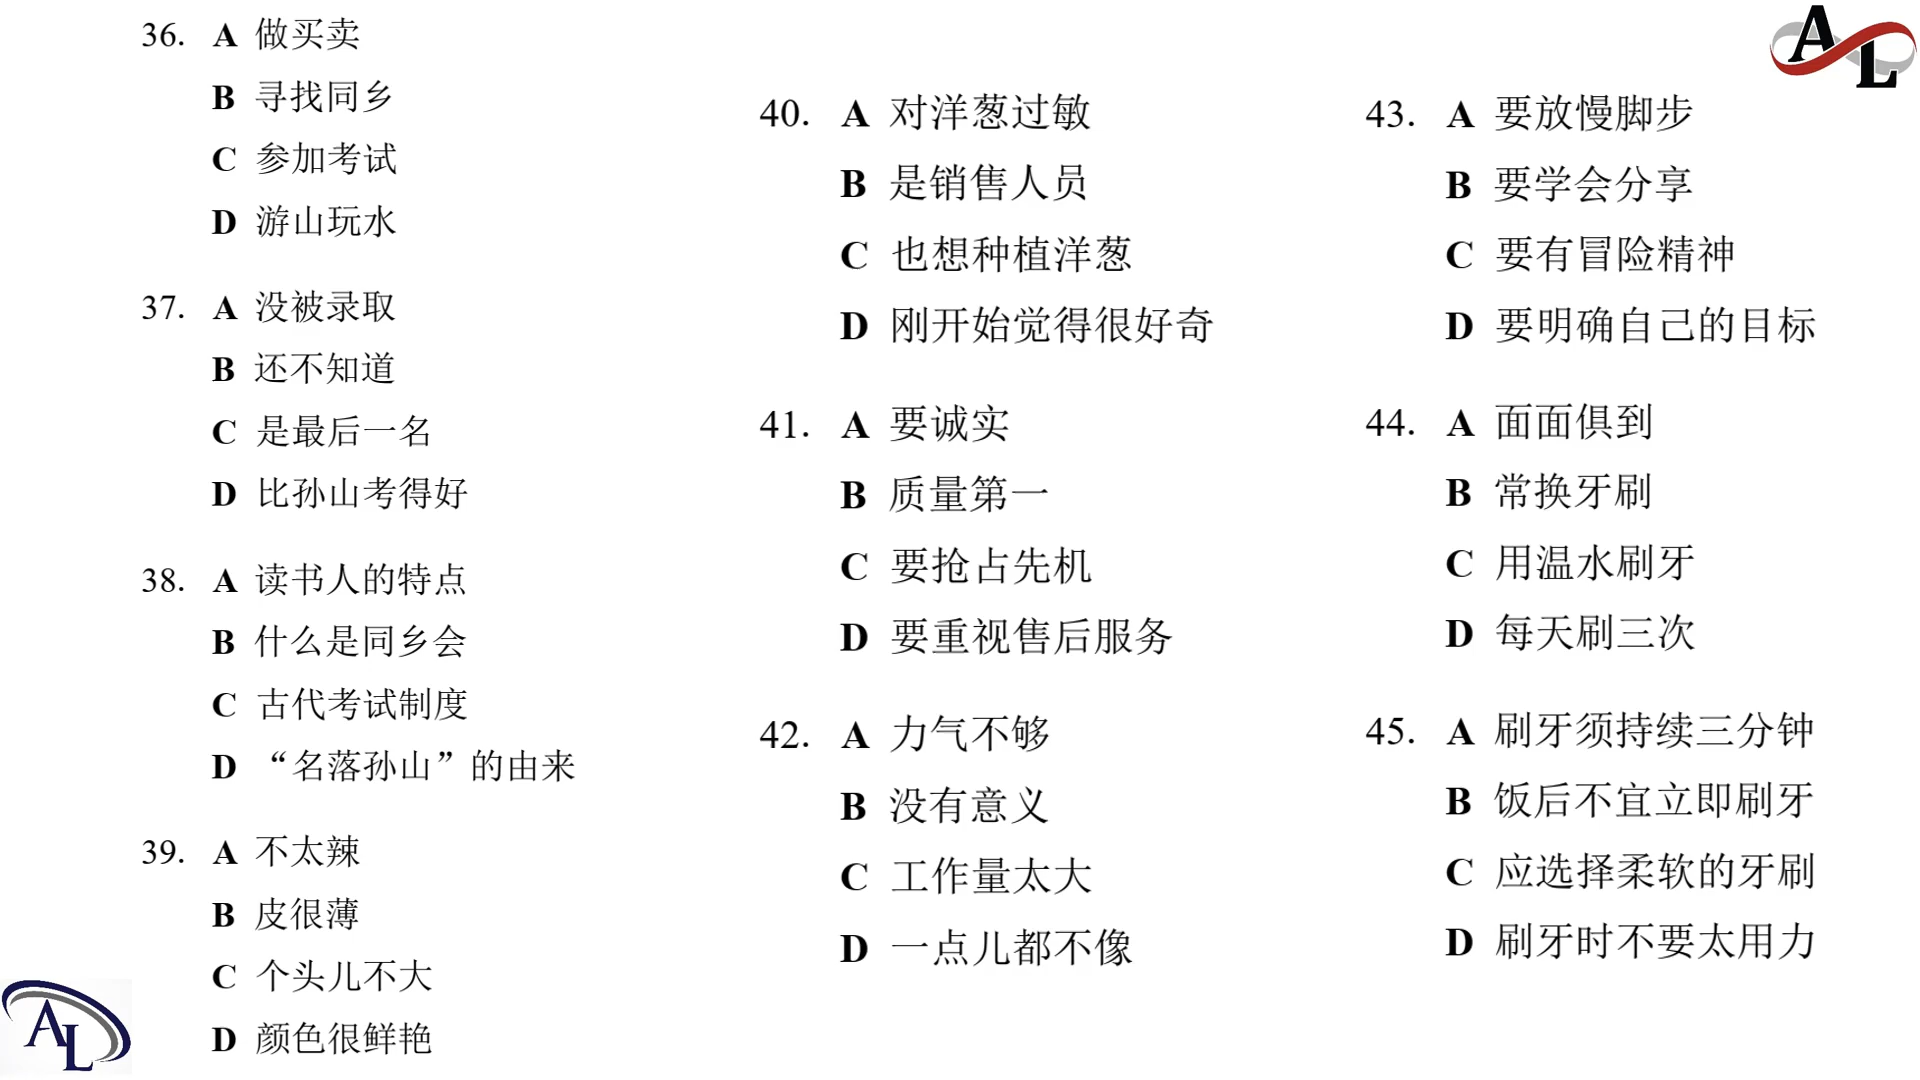 36. A 做买卖
B 寻找同乡
C 参加考试
D 游山玩水
37. A 没被录取
B 还不知道
C 是最后一名
D 比孙山考得好
38. A 读书人的特点
B 什么是同乡会
C 古代考试制度
D “名落孙山”的由来
39. A 不太辣
B 皮很薄
C 个头儿不大
D 颜色很鲜艳
40. A 对洋葱过敏
B 是销售人员
C 也想种植洋葱
D 刚开始觉得很好奇
41. A 要诚实
B 质量第一
C 要抢占先机
D 要重视售后服务
42. A 力气不够
B 没有意义
C 工作量太大
D 一点儿都不像
43. A 要放慢脚步
B 要学会分享
C 要有冒险精神
D 要明确自己的目标
44. A 面面俱到
B 常换牙刷
C 用温水刷牙
D 每天刷三次
45. A 刷牙须持续三分钟
B 饭后不宜立即刷牙
C 应选择柔软的牙刷
D 刷牙时不要太用力
AL
AL